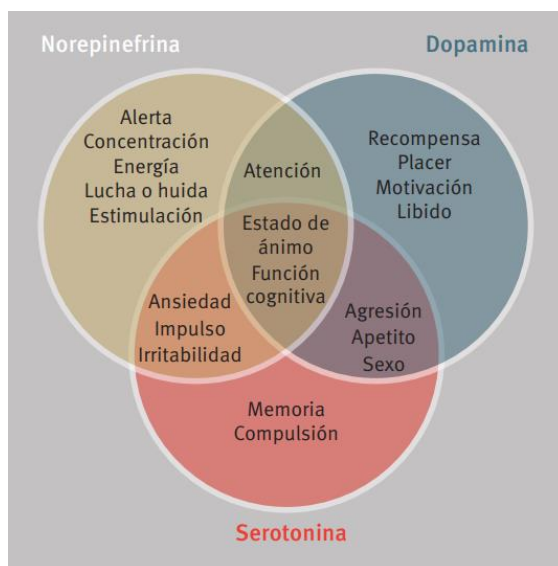 Norepinefrina
Dopamina
Alerta
Concentración
Energía
Lucha o huida
Estimulación
Atención
Recompensa
Placer
Motivación
Libido
Estado de
ánimo
Función
cognitiva
Ansiedad
Impulso
Irritabilidad
Agresión
Apetito
Sexo
Memoria
Compulsión
Serotonina